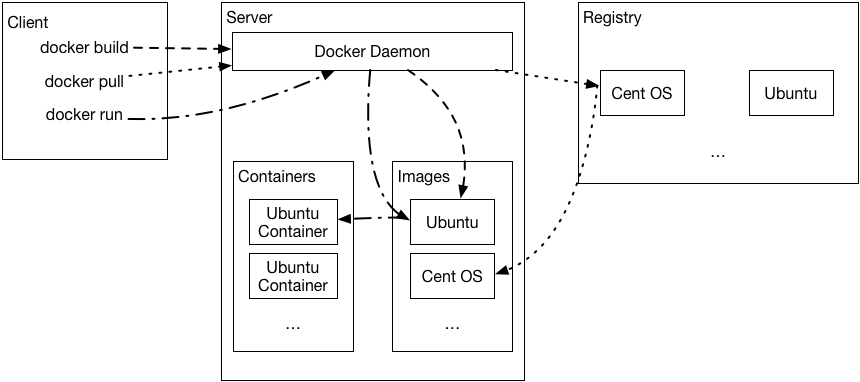 Client
docker build
docker pull
docker run
Server
Docker Daemon
Containers
Ubuntu
Container
Ubuntu
Container
...
Images
Ubuntu
Cent OS
...
Registry
Cent OS
Ubuntu
...